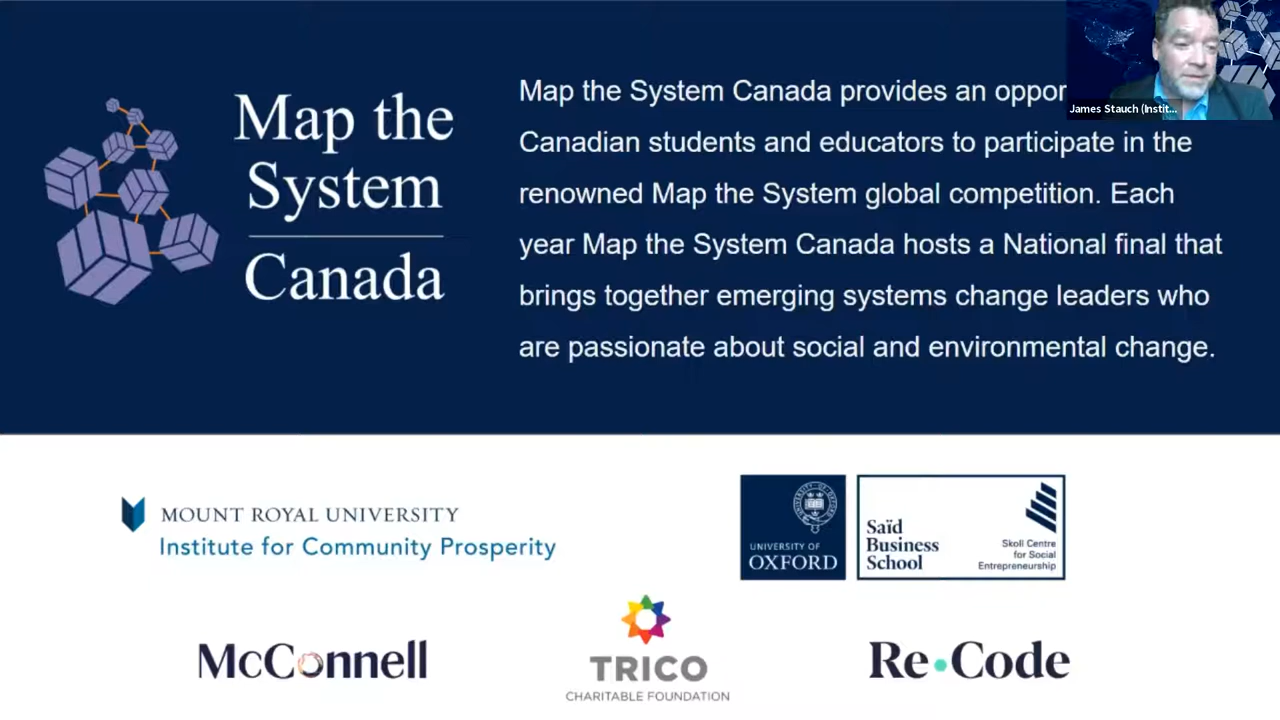 Map the
System
Canada
Map the System Canada provides an oppor
Canadian students and educators to participate in the
renowned Map the System global competition. Each
year Map the System Canada hosts a National final that
brings together emerging systems change leaders who
are passionate about social and environmental change.
James Stauch (Instit...
MOUNT ROYAL UNIVERSITY
Institute for Community Prosperity
UNIVERSITY OF
OXFORD
Saïd
Business
School
Skoll Centre
for Social
Entrepreneurship
McConnell
TRICO
CHARITABLE FOUNDATION
Re•Code